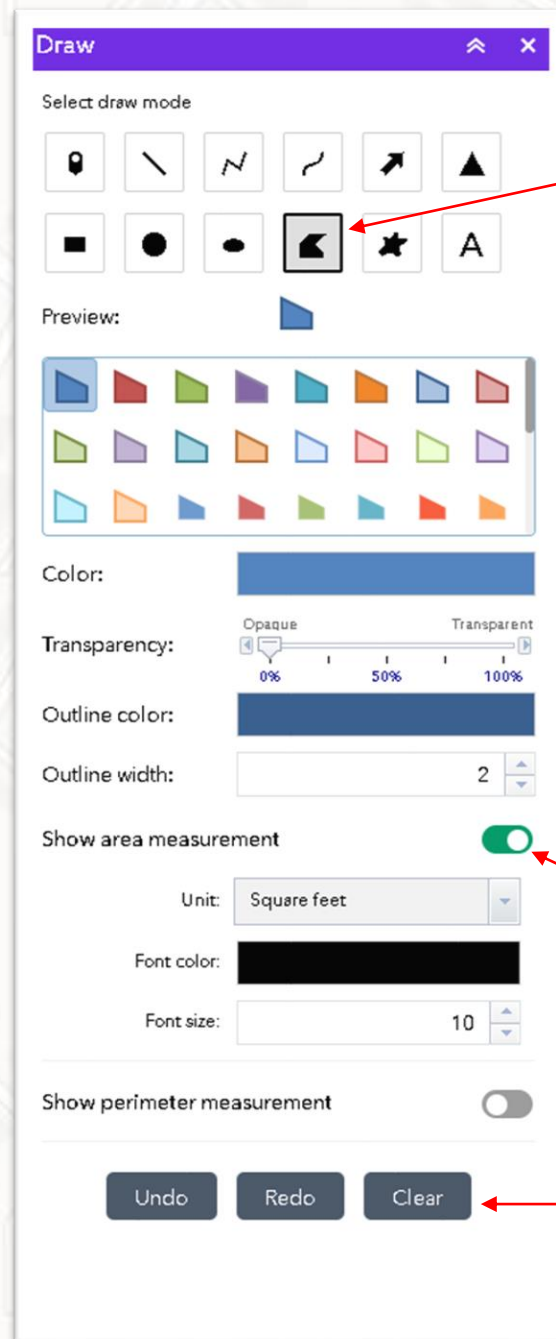 Draw
Select draw mode
A
Preview:
Color:
Opaque Transparent
Transparency:
0% 50% 100%
Outline color:
Outline width: 2
Show area measurement
Unit: Square feet
Font color:
Font size: 10
Show perimeter measurement
Undo Redo Clear